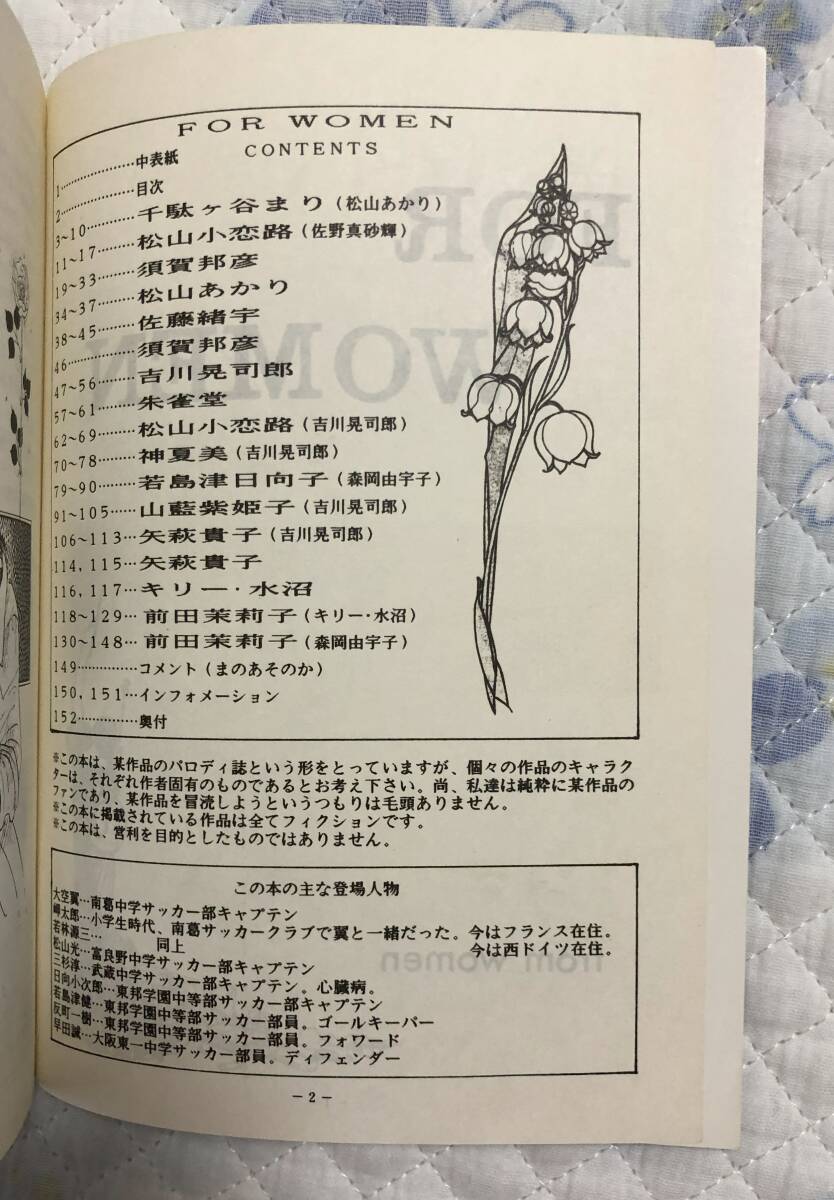 FOR WOMEN
CONTENTS
1…………………中表紙
2…………………目次
3~10…………千駄ヶ谷まり(松山あかり)
11~17………松山小恋路(佐野真砂輝)
19~33………須賀邦彦
34~37………松山あかり
38~45………佐藤緒宇
46………………須賀邦彦
47~56………吉川晃司郎
57~61………朱雀堂
62~69………松山小恋路(吉川晃司郎)
70~78………神夏美(吉川晃司郎)
79~90………若島津日向子(森岡由宇子)
91~105……山藍紫姫子(吉川晃司郎)
106~113…矢萩貴子(吉川晃司郎)
114,115…矢萩貴子
116,117…キリー・水沼
118~129…前田茉莉子(キリー・水沼)
130~148…前田茉莉子(森岡由宇子)
149……………コメント(まのあそのか)
150,151…インフォメーション
152……………奥付
※この本は、某作品のパロディ誌という形をとっていますが、個々の作品のキャラク
ターは、それぞれ作者固有のものであるとお考え下さい。尚、私達は純粋に某作品の
ファンであり、某作品を冒涜しようというつもりは毛頭ありません。
※この本に掲載されている作品は全てフィクションです。
※この本は、営利を目的としたものではありません。
この本の主な登場人物
大空翼…南葛中学サッカー部キャプテン
岬太郎…小学生時代、南葛サッカークラブで翼と一緒だった。今はフランス在住。
若林源三… 同上 今は西ドイツ在住。
松山光…富良野中学サッカー部キャプテン
三杉淳…武蔵中学サッカー部キャプテン。心臓病。
日向小次郎…東邦学園中等部サッカー部キャプテン
若島津健…東邦学園中等部サッカー部員。ゴールキーパー
反町一樹…東邦学園中等部サッカー部員。フォワード
早田誠…大阪東一中学サッカー部員。ディフェンダー
－2－